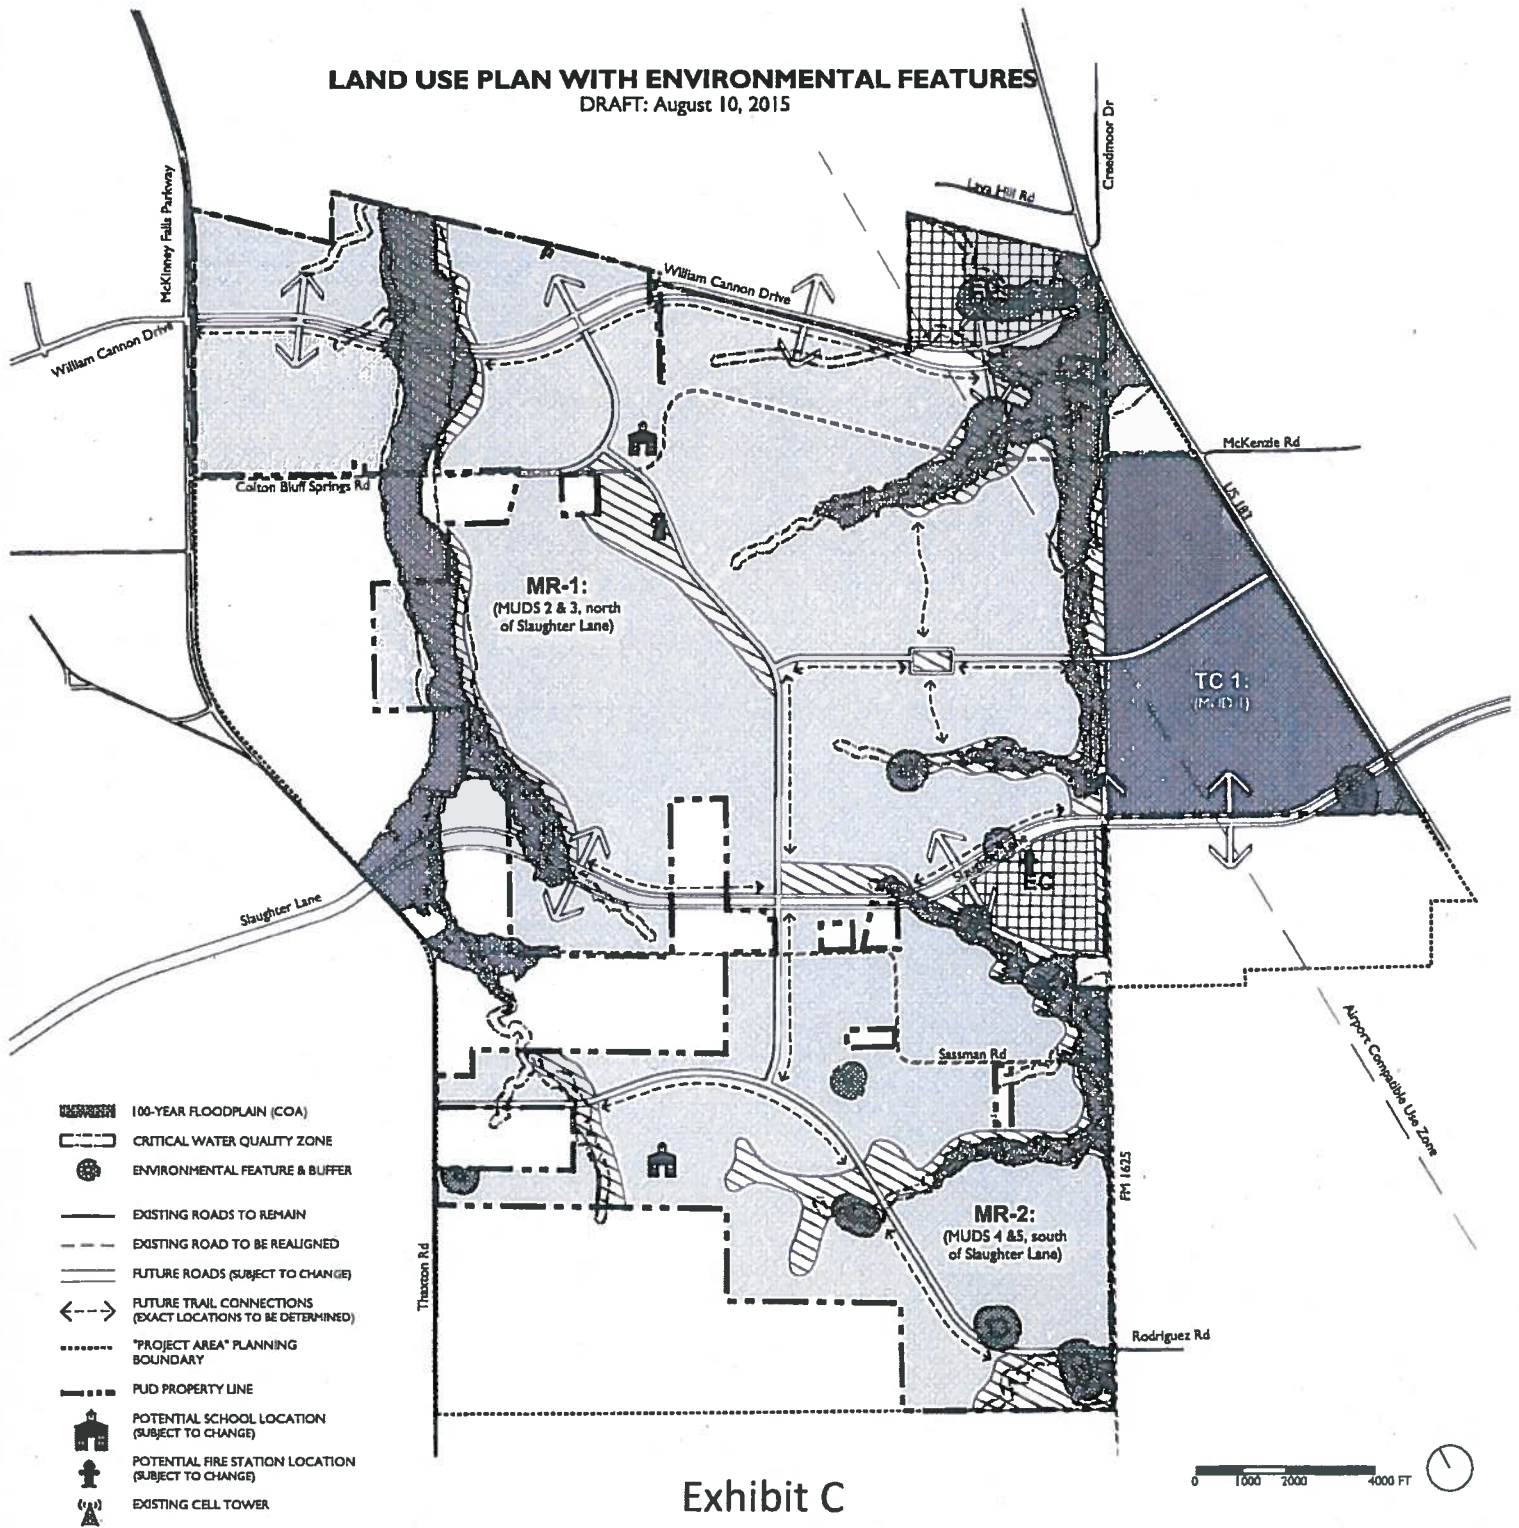 LAND USE PLAN WITH ENVIRONMENTAL FEATURES
DRAFT: August 10, 2015
Creedmoor Dr
Lava Hill Rd
McKinney Falls Parkway
William Cannon Drive
William Cannon Drive
McKenzie Rd
US 183
Colton Bluff Springs Rd
MR-1:
(MUDS 2 & 3, north
of Slaughter Lane)
TC 1:
(MUD 1)
EC
Slaughter Lane
Sassman Rd
Airport Compatible Use Zone
FM 1625
MR-2:
(MUDS 4 &5, south
of Slaughter Lane)
Thaxton Rd
Rodriguez Rd
100-YEAR FLOODPLAIN (COA)
CRITICAL WATER QUALITY ZONE
ENVIRONMENTAL FEATURE & BUFFER
EXISTING ROADS TO REMAIN
EXISTING ROAD TO BE REALIGNED
FUTURE ROADS (SUBJECT TO CHANGE)
FUTURE TRAIL CONNECTIONS
(EXACT LOCATIONS TO BE DETERMINED)
"PROJECT AREA" PLANNING
BOUNDARY
PUD PROPERTY LINE
POTENTIAL SCHOOL LOCATION
(SUBJECT TO CHANGE)
POTENTIAL FIRE STATION LOCATION
(SUBJECT TO CHANGE)
EXISTING CELL TOWER
0 1000 2000 4000 FT
Exhibit C